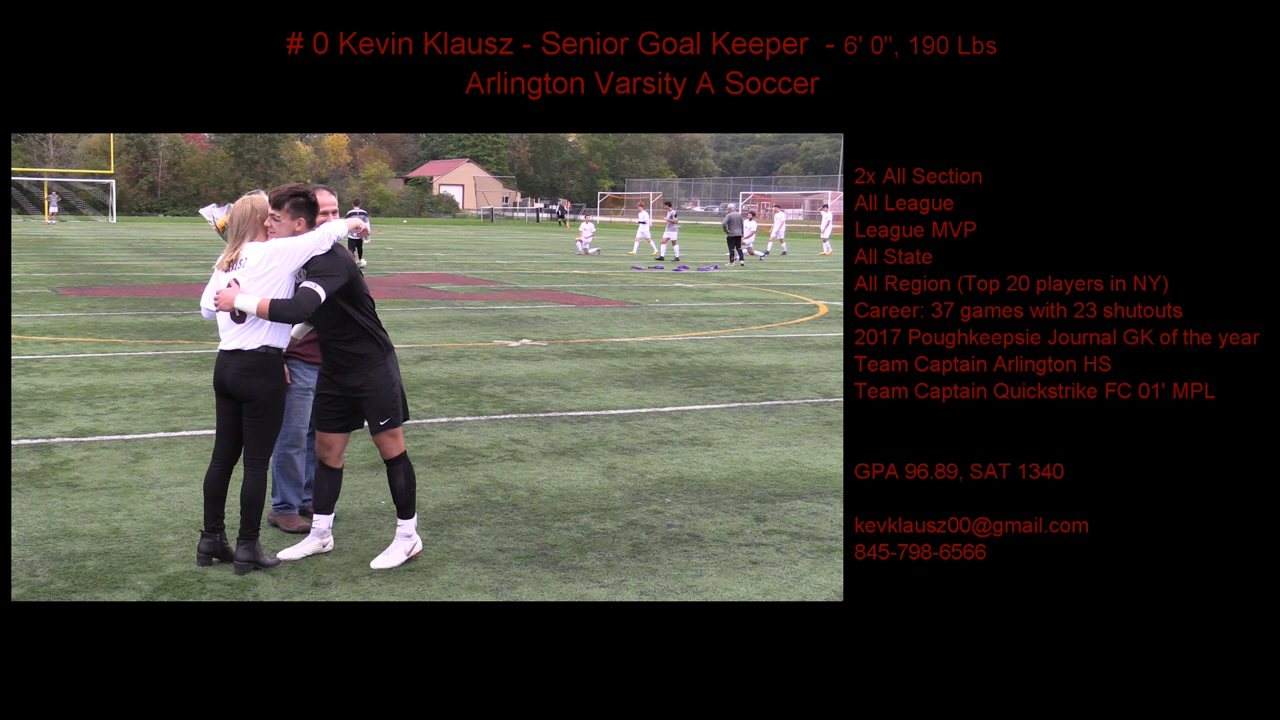 # 0 Kevin Klausz - Senior Goal Keeper - 6' 0", 190 Lbs
Arlington Varsity A Soccer
2x All Section
All League
League MVP
All State
All Region (Top 20 players in NY)
Career: 37 games with 23 shutouts
2017 Poughkeepsie Journal GK of the year
Team Captain Arlington HS
Team Captain Quickstrike FC 01' MPL
GPA 96.89, SAT 1340
kevklausz00@gmail.com
845-798-6566